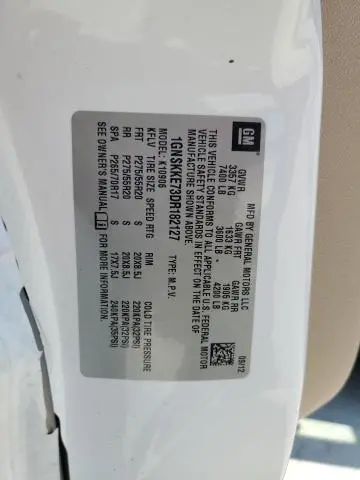 GM
MFD BY GENERAL MOTORS LLC
09/12
GVWR GAWR FRT GAWR RR
3357 KG 1633 KG 1905 KG
7400 LB 3600 LB 4200 LB
THIS VEHICLE CONFORMS TO ALL APPLICABLE U.S. FEDERAL MOTOR
VEHICLE SAFETY STANDARDS IN EFFECT ON THE DATE OF
MANUFACTURE SHOWN ABOVE.
1GNSKKE73DR182127 TYPE: M.P.V.
MODEL: K10906
KFLV TIRE SIZE SPEED RTG RIM COLD TIRE PRESSURE
FRT P275/55R20 S 20X8.5J 220KPA(32PSI)
RR P275/55R20 S 20X8.5J 220KPA(32PSI)
SPA P265/70R17 S 17X7.5J 240KPA(35PSI)
SEE OWNER'S MANUAL FOR